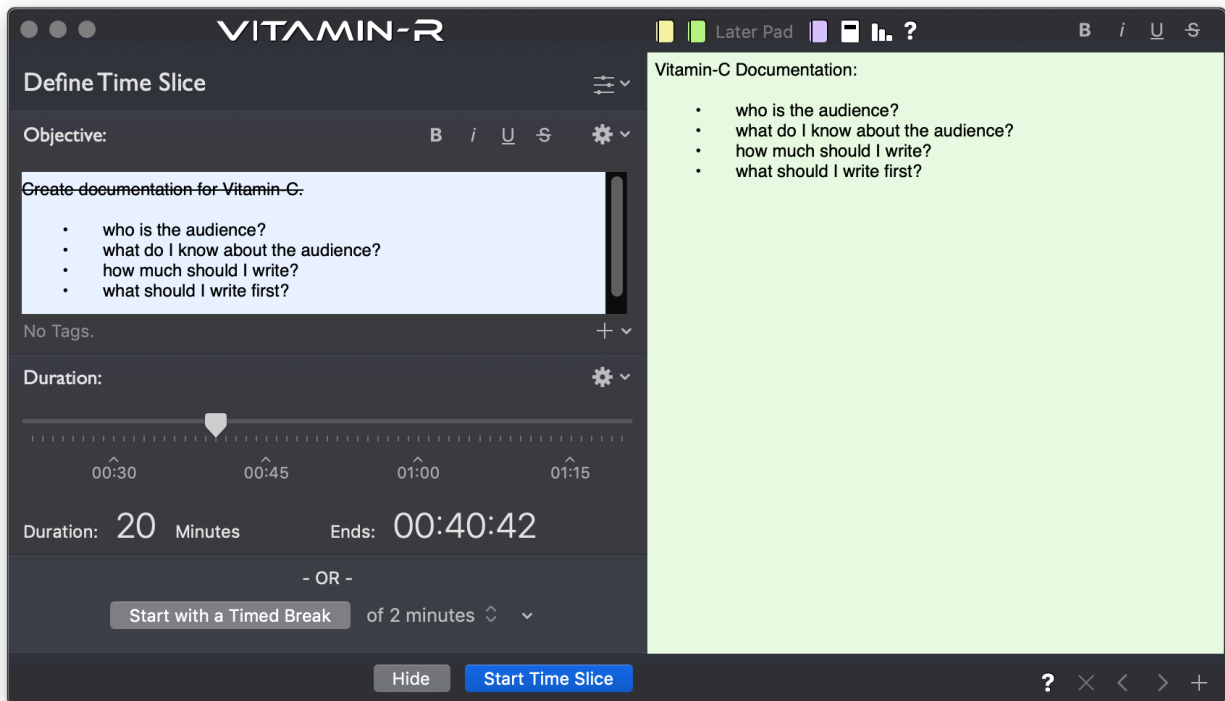 VITAMIN-R
Define Time Slice
Objective:
B i U S
Create documentation for Vitamin-C.
• who is the audience?
• what do I know about the audience?
• how much should I write?
• what should I write first?
No Tags.
Duration:
00:30 00:45 01:00 01:15
Duration: 20 Minutes Ends: 00:40:42
- OR -
Start with a Timed Break of 2 minutes
Hide Start Time Slice
Later Pad ? B i U S
Vitamin-C Documentation:
• who is the audience?
• what do I know about the audience?
• how much should I write?
• what should I write first?
?